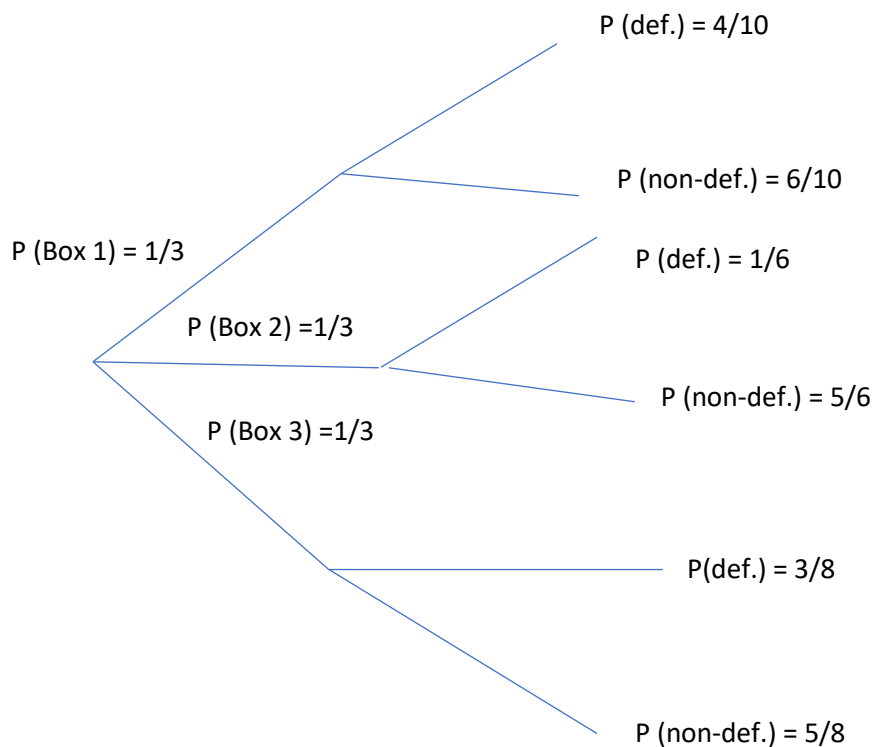 P (def.) = 4/10
P (non-def.) = 6/10
P (Box 1) = 1/3
P (def.) = 1/6
P (Box 2) =1/3
P (non-def.) = 5/6
P (Box 3) =1/3
P(def.) = 3/8
P (non-def.) = 5/8